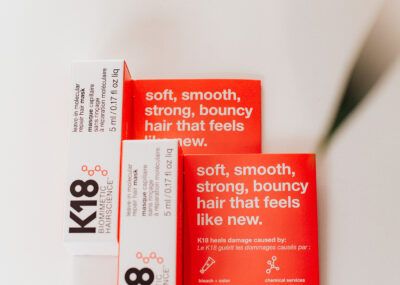 leave-in molecular
repair hair mask
masque capillaire
sans rinçage
à réparation moléculaire
5 ml / 0.17 fl oz liq
K18
BIOMIMETIC
HAIRSCIENCE
soft, smooth,
strong, bouncy
hair that feels
like new.
leave-in molecular
repair hair mask
masque capillaire
sans rinçage
à réparation moléculaire
5 ml / 0.17 fl oz liq
K18
soft, smooth,
strong, bouncy
hair that feels
like new.
K18 heals damage caused by:
Le K18 guérit les dommages causés par :
bleach + color
chemical services